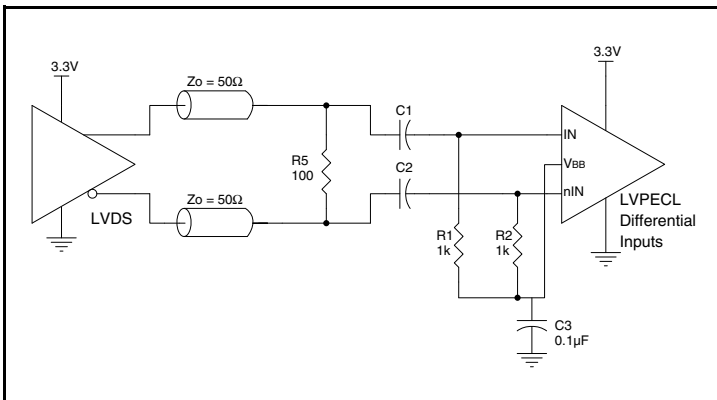 3.3V
Zo = 50Ω
3.3V
C1
IN
R5
100
VBB
C2
nIN
Zo = 50Ω
LVDS
LVPECL
Differential
Inputs
R1
1k
R2
1k
C3
0.1µF